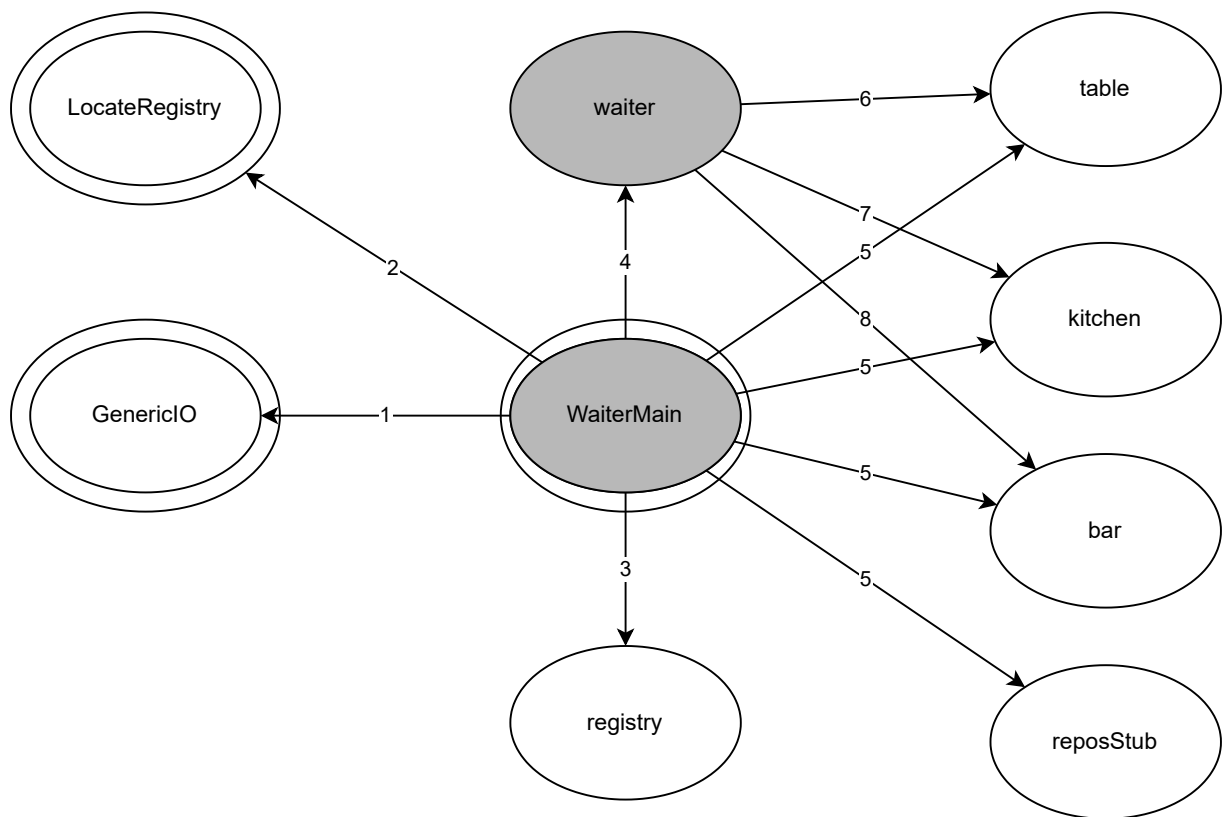 LocateRegistry
waiter
table
6
7
5
2
4
8
kitchen
5
GenericIO
1
WaiterMain
5
bar
3
5
registry
reposStub